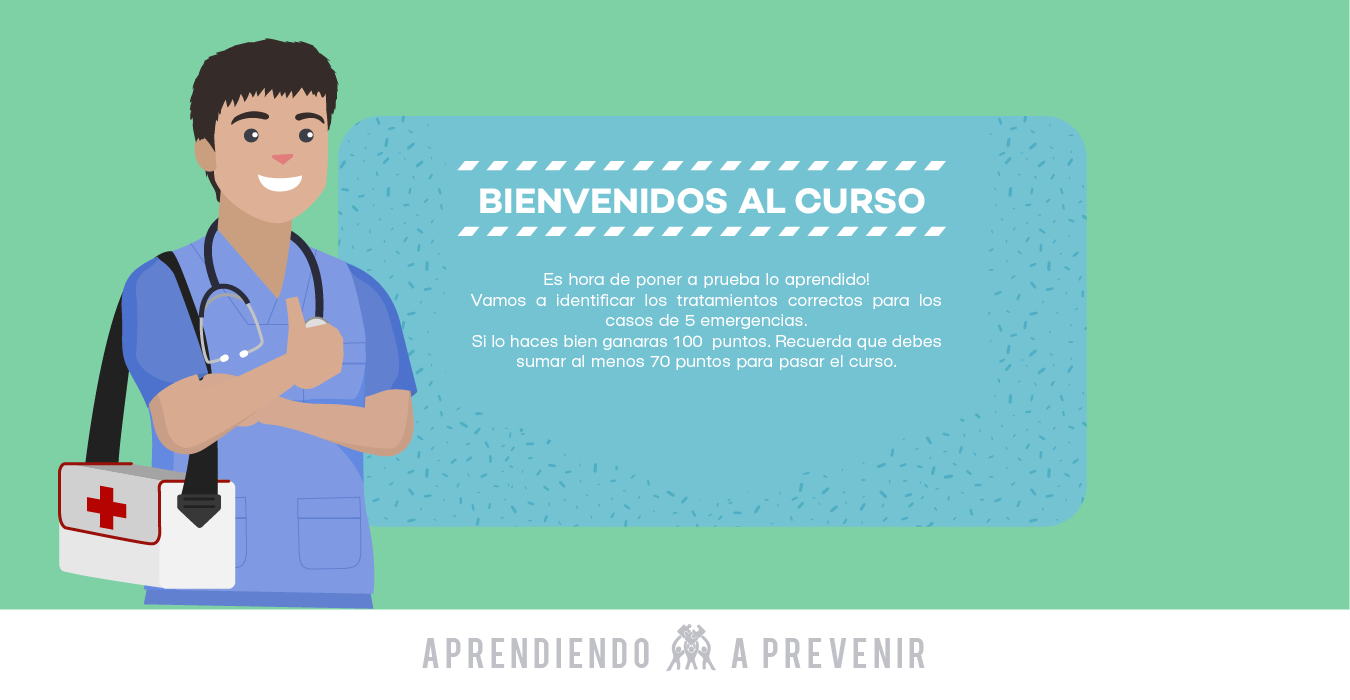 BIENVENIDOS AL CURSO
Es hora de poner a prueba lo aprendido!
Vamos a identificar los tratamientos correctos para los
casos de 5 emergencias.
Si lo haces bien ganaras 100 puntos. Recuerda que debes
sumar al menos 70 puntos para pasar el curso.
APRENDIENDO A PREVENIR